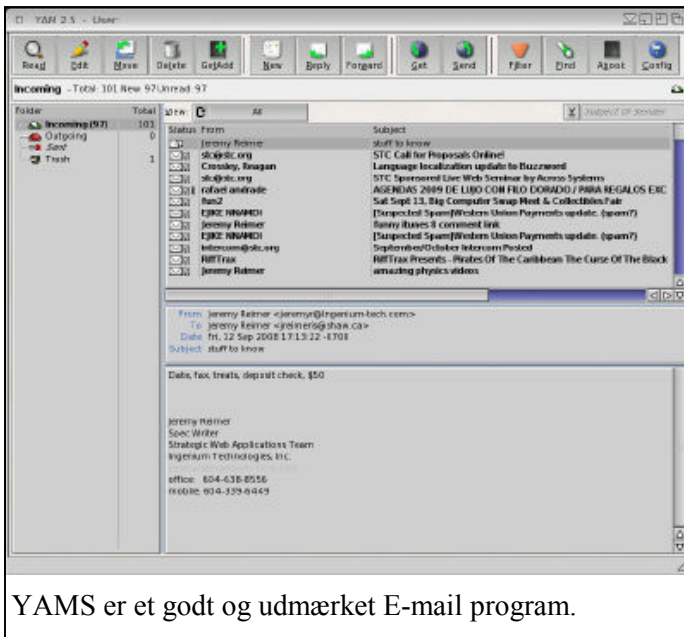 YAM 2.5 - User
Read Edit Move Delete GetAdd New Reply Forward Get Send Filter Find Abook Config
Incoming - Total: 101 New 97 Unread 97
Folder Total
Incoming (97) 101
Outgoing 0
Sent
Trash 1
View: All Subject Or Sender
Status From Subject
Jeremy Reimer stuff to know
stc@stc.org STC Call for Proposals Online!
Crossley, Reagan Language localization update to Buzzword
stc@stc.org STC Sponsored Live Web Seminar by Across Systems
rafael andrade AGENDAS 2009 DE LUJO CON FILO DORADO / PARA REGALOS EXC
fun2 Sat Sept 13, Big Computer Swap Meet & Collectibles Fair
EJIKE NNAMDI [Suspected Spam]Western Union Payments update. (spam?)
Jeremy Reimer funny itunes 8 comment link
EJIKE NNAMDI [Suspected Spam]Western Union Payments update. (spam?)
intercom@stc.org September/October Intercom Posted
RiffTrax RiffTrax Presents - Pirates Of The Caribbean The Curse Of The Black
Jeremy Reimer amazing physics videos
From Jeremy Reimer <jeremyr@ingenium-tech.com>
To Jeremy Reimer <jreimeris@shaw.ca>
Date Fri, 12 Sep 2008 17:13:22 -0700
Subject stuff to know
Date, fax, treats, deposit check, $50
Jeremy Reimer
Spec Writer
Strategic Web Applications Team
Ingenium Technologies, Inc.
office: 604-638-8556
mobile: 604-339-6449
YAMS er et godt og udmærket E-mail program.